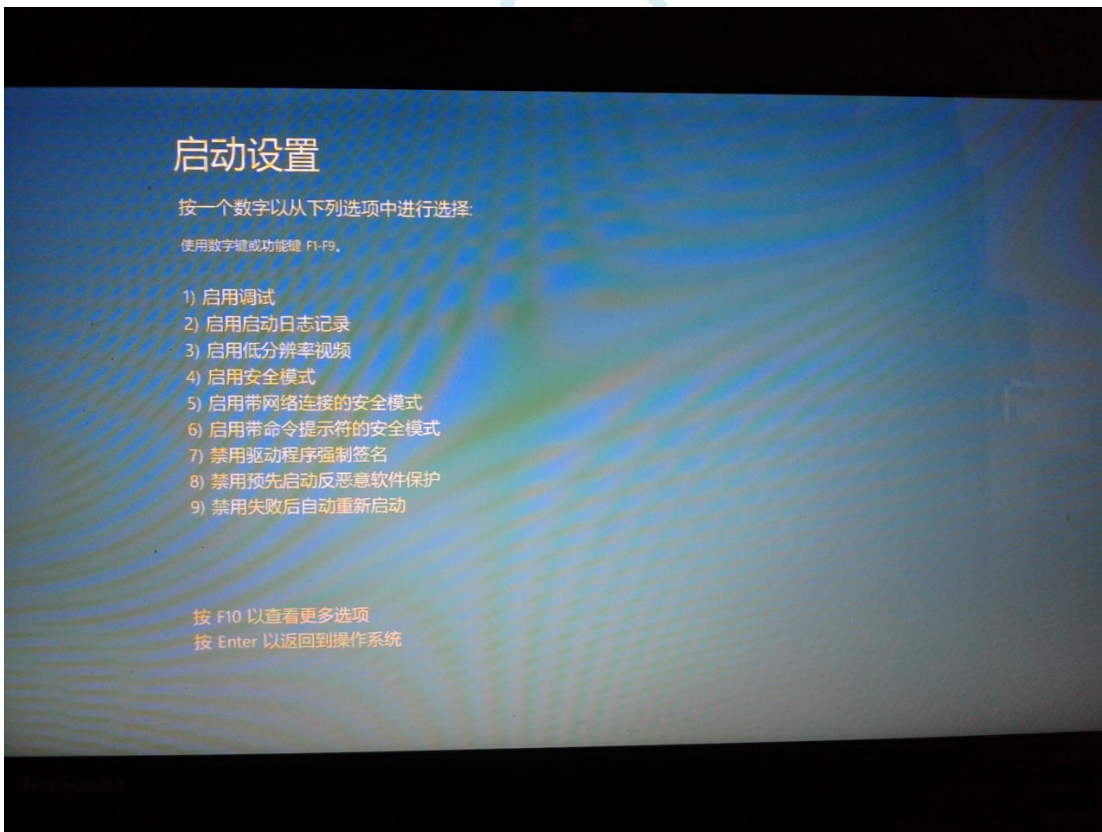 启动设置
按一个数字以从下列选项中进行选择:
使用数字键或功能键 F1-F9。
1) 启用调试
2) 启用启动日志记录
3) 启用低分辨率视频
4) 启用安全模式
5) 启用带网络连接的安全模式
6) 启用带命令提示符的安全模式
7) 禁用驱动程序强制签名
8) 禁用预先启动反恶意软件保护
9) 禁用失败后自动重新启动
按 F10 以查看更多选项
按 Enter 以返回到操作系统